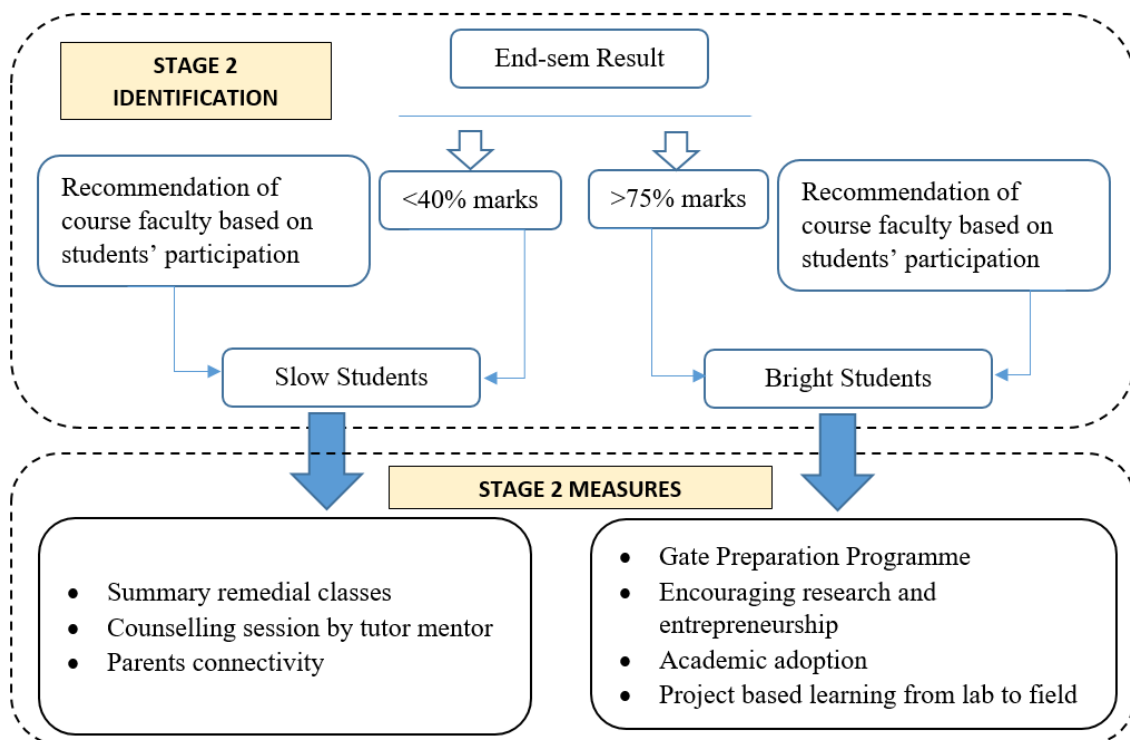 STAGE 2
IDENTIFICATION
End-sem Result
Recommendation of
course faculty based on
students’ participation
<40% marks
>75% marks
Recommendation of
course faculty based on
students’ participation
Slow Students
Bright Students
STAGE 2 MEASURES
• Summary remedial classes
• Counselling session by tutor mentor
• Parents connectivity
• Gate Preparation Programme
• Encouraging research and
entrepreneurship
• Academic adoption
• Project based learning from lab to field